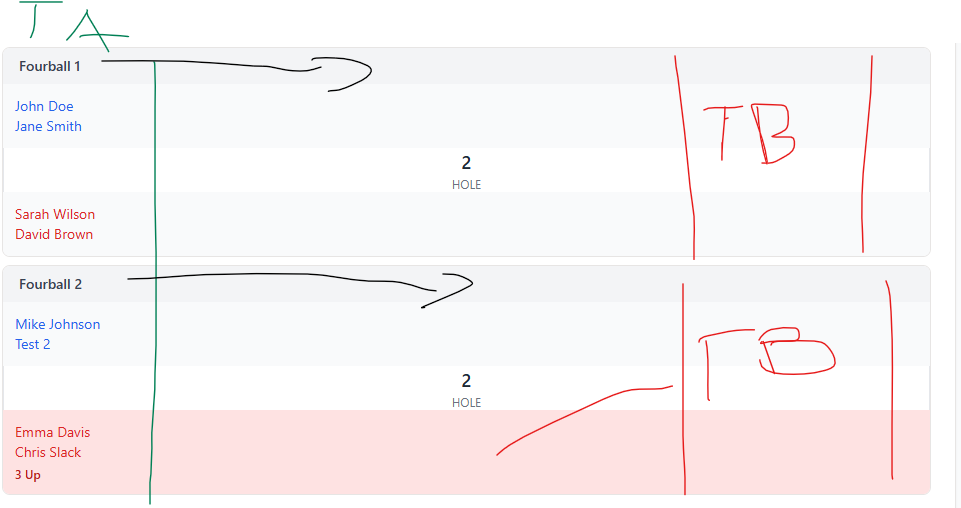 TA
Fourball 1
John Doe
Jane Smith
TB
2
HOLE
Sarah Wilson
David Brown
Fourball 2
Mike Johnson
Test 2
TB
2
HOLE
Emma Davis
Chris Slack
3 Up